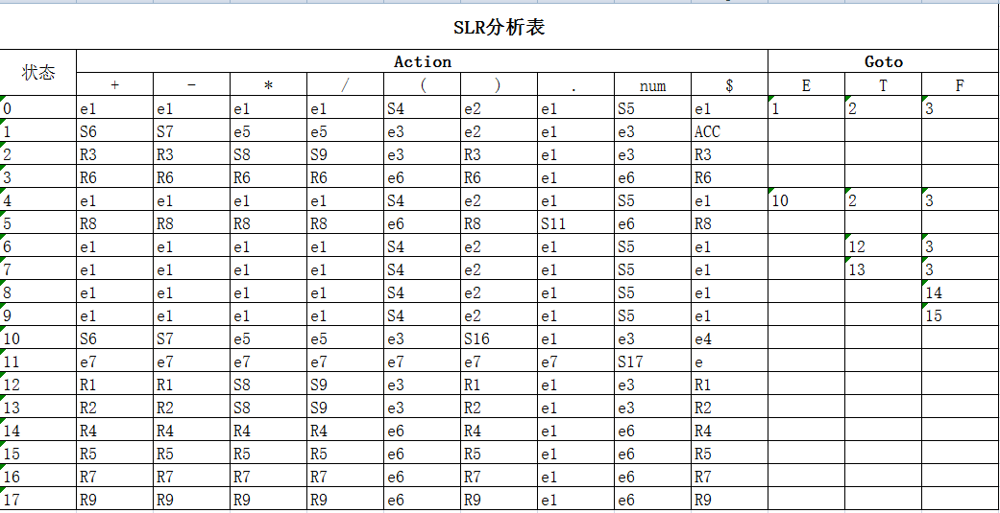 SLR分析表
状态 Action Goto
+ - * / ( ) . num $ E T F
0 e1 e1 e1 e1 S4 e2 e1 S5 e1 1 2 3
1 S6 S7 e5 e5 e3 e2 e1 e3 ACC
2 R3 R3 S8 S9 e3 R3 e1 e3 R3
3 R6 R6 R6 R6 e6 R6 e1 e6 R6
4 e1 e1 e1 e1 S4 e2 e1 S5 e1 10 2 3
5 R8 R8 R8 R8 e6 R8 S11 e6 R8
6 e1 e1 e1 e1 S4 e2 e1 S5 e1 12 3
7 e1 e1 e1 e1 S4 e2 e1 S5 e1 13 3
8 e1 e1 e1 e1 S4 e2 e1 S5 e1 14
9 e1 e1 e1 e1 S4 e2 e1 S5 e1 15
10 S6 S7 e5 e5 e3 S16 e1 e3 e4
11 e7 e7 e7 e7 e7 e7 e7 S17 e
12 R1 R1 S8 S9 e3 R1 e1 e3 R1
13 R2 R2 S8 S9 e3 R2 e1 e3 R2
14 R4 R4 R4 R4 e6 R4 e1 e6 R4
15 R5 R5 R5 R5 e6 R5 e1 e6 R5
16 R7 R7 R7 R7 e6 R7 e1 e6 R7
17 R9 R9 R9 R9 e6 R9 e1 e6 R9